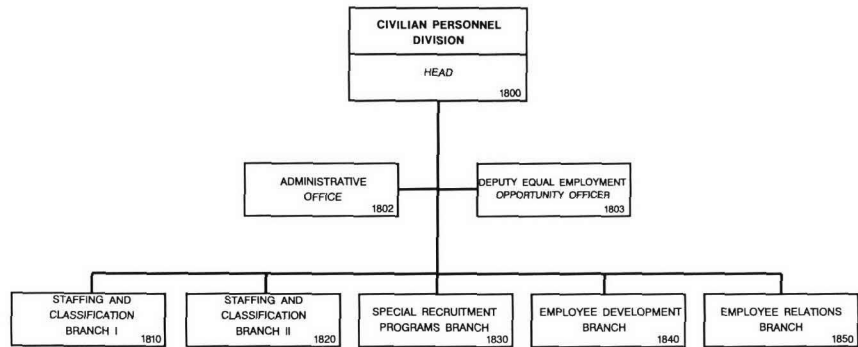 CIVILIAN PERSONNEL
DIVISION
HEAD
1800
ADMINISTRATIVE
OFFICE
1802
DEPUTY EQUAL EMPLOYMENT
OPPORTUNITY OFFICER
1803
STAFFING AND
CLASSIFICATION
BRANCH I
1810
STAFFING AND
CLASSIFICATION
BRANCH II
1820
SPECIAL RECRUITMENT
PROGRAMS BRANCH
1830
EMPLOYEE DEVELOPMENT
BRANCH
1840
EMPLOYEE RELATIONS
BRANCH
1850